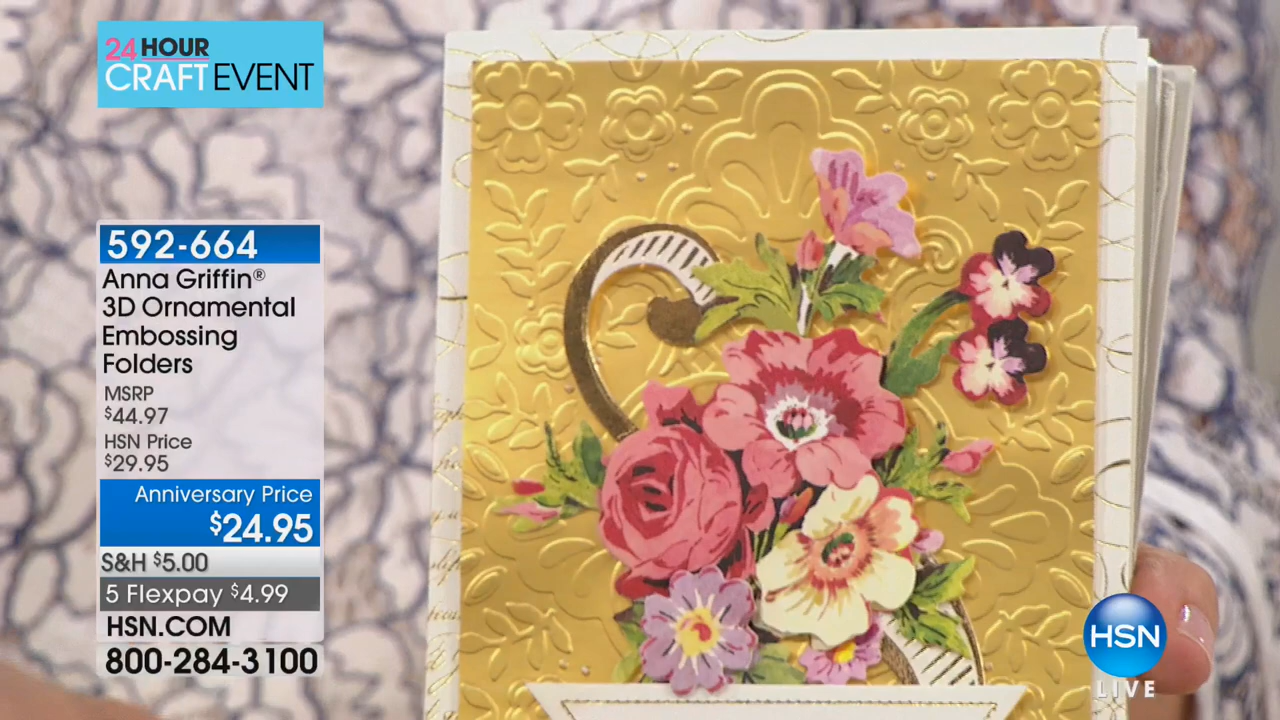 24 HOUR
CRAFT EVENT
592-664
Anna Griffin®
3D Ornamental
Embossing
Folders
MSRP
$44.97
HSN Price
$29.95
Anniversary Price
$24.95
S&H $5.00
5 Flexpay $4.99
HSN.COM
800-284-3100
HSN
LIVE